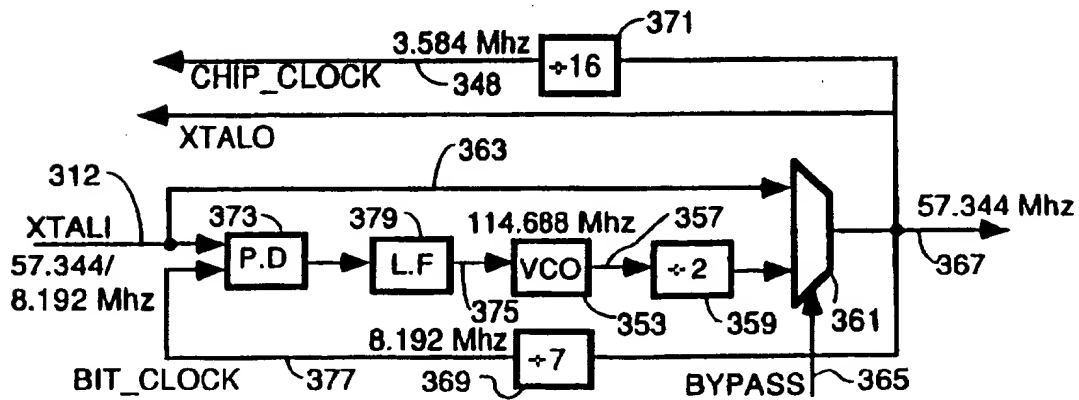 371
3.584 Mhz
÷16
CHIP_CLOCK
348
XTALO
363
312
XTALI
373
379
114.688 Mhz
357
57.344 Mhz
P.D
L.F
VCO
÷2
367
57.344/
8.192 Mhz
375
353
359
361
8.192 Mhz
÷7
BIT_CLOCK
377
369
BYPASS
365